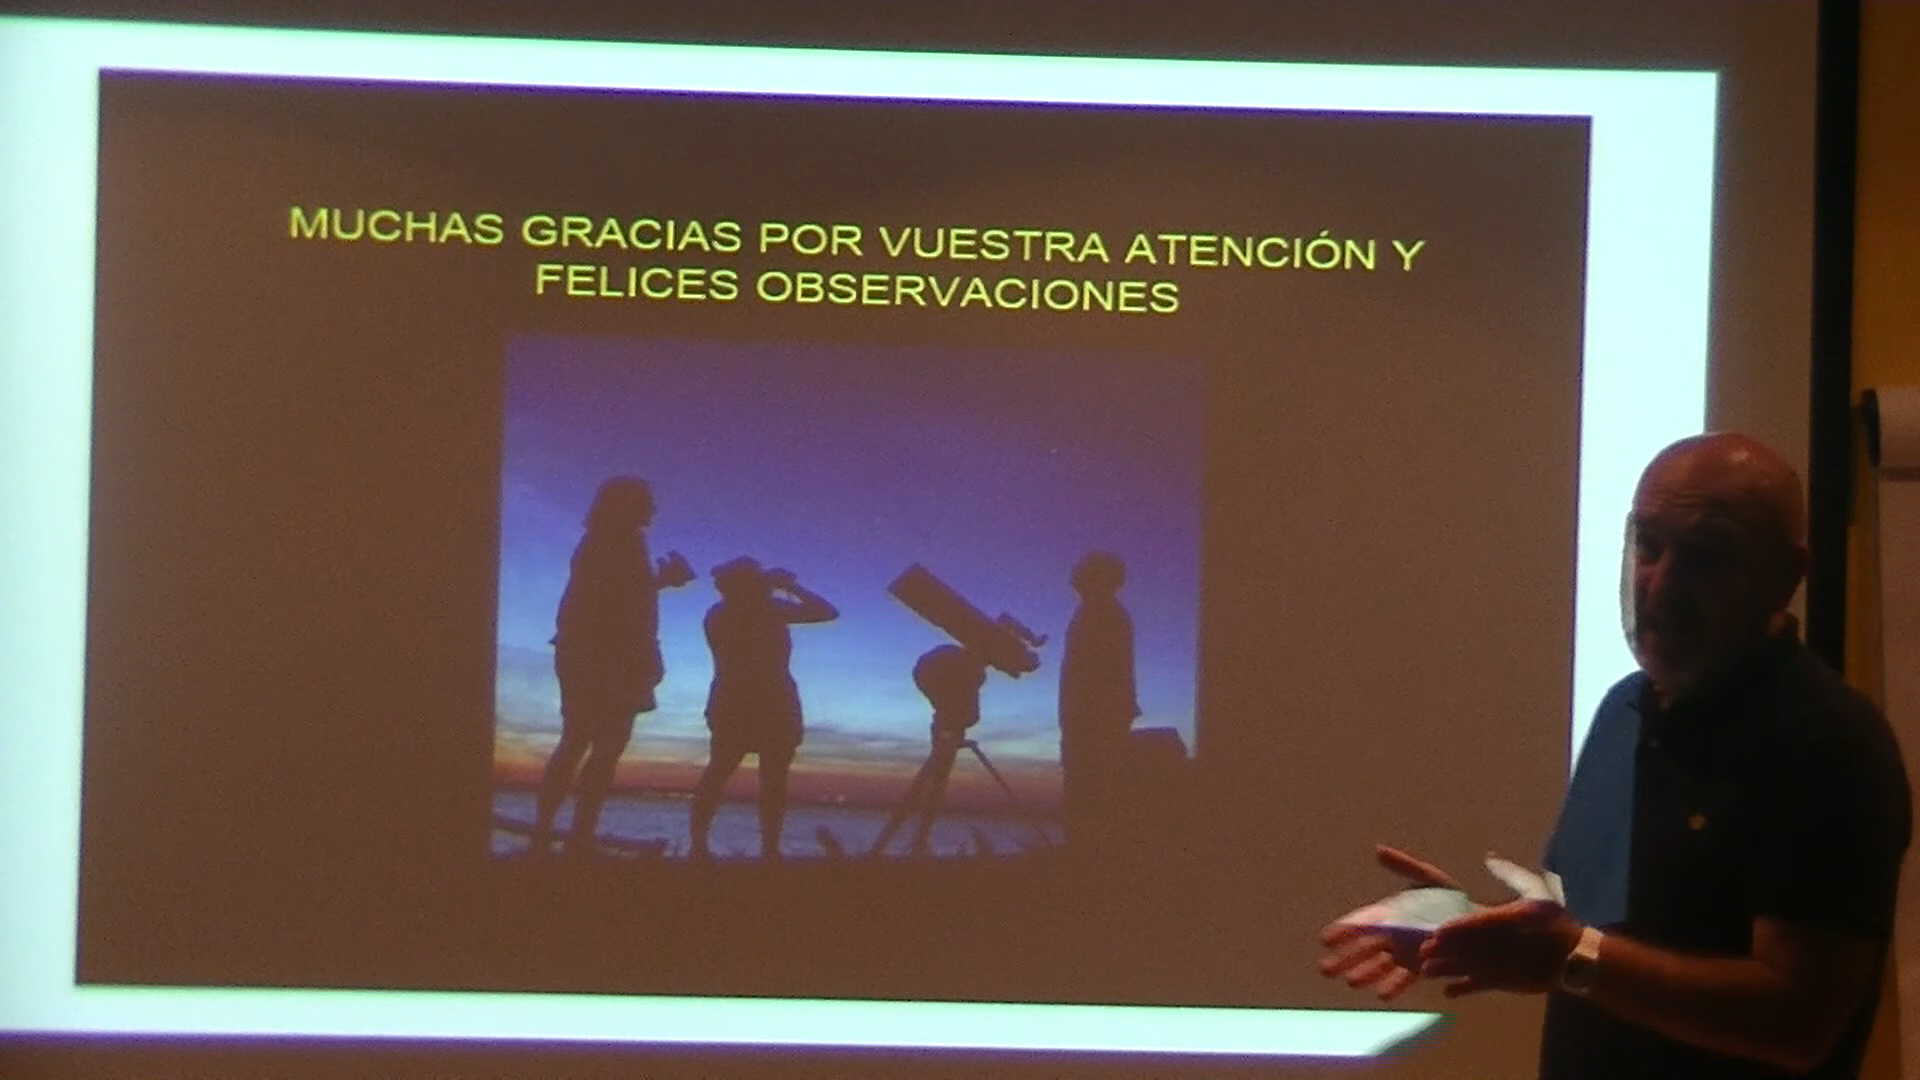 MUCHAS GRACIAS POR VUESTRA ATENCIÓN Y
FELICES OBSERVACIONES